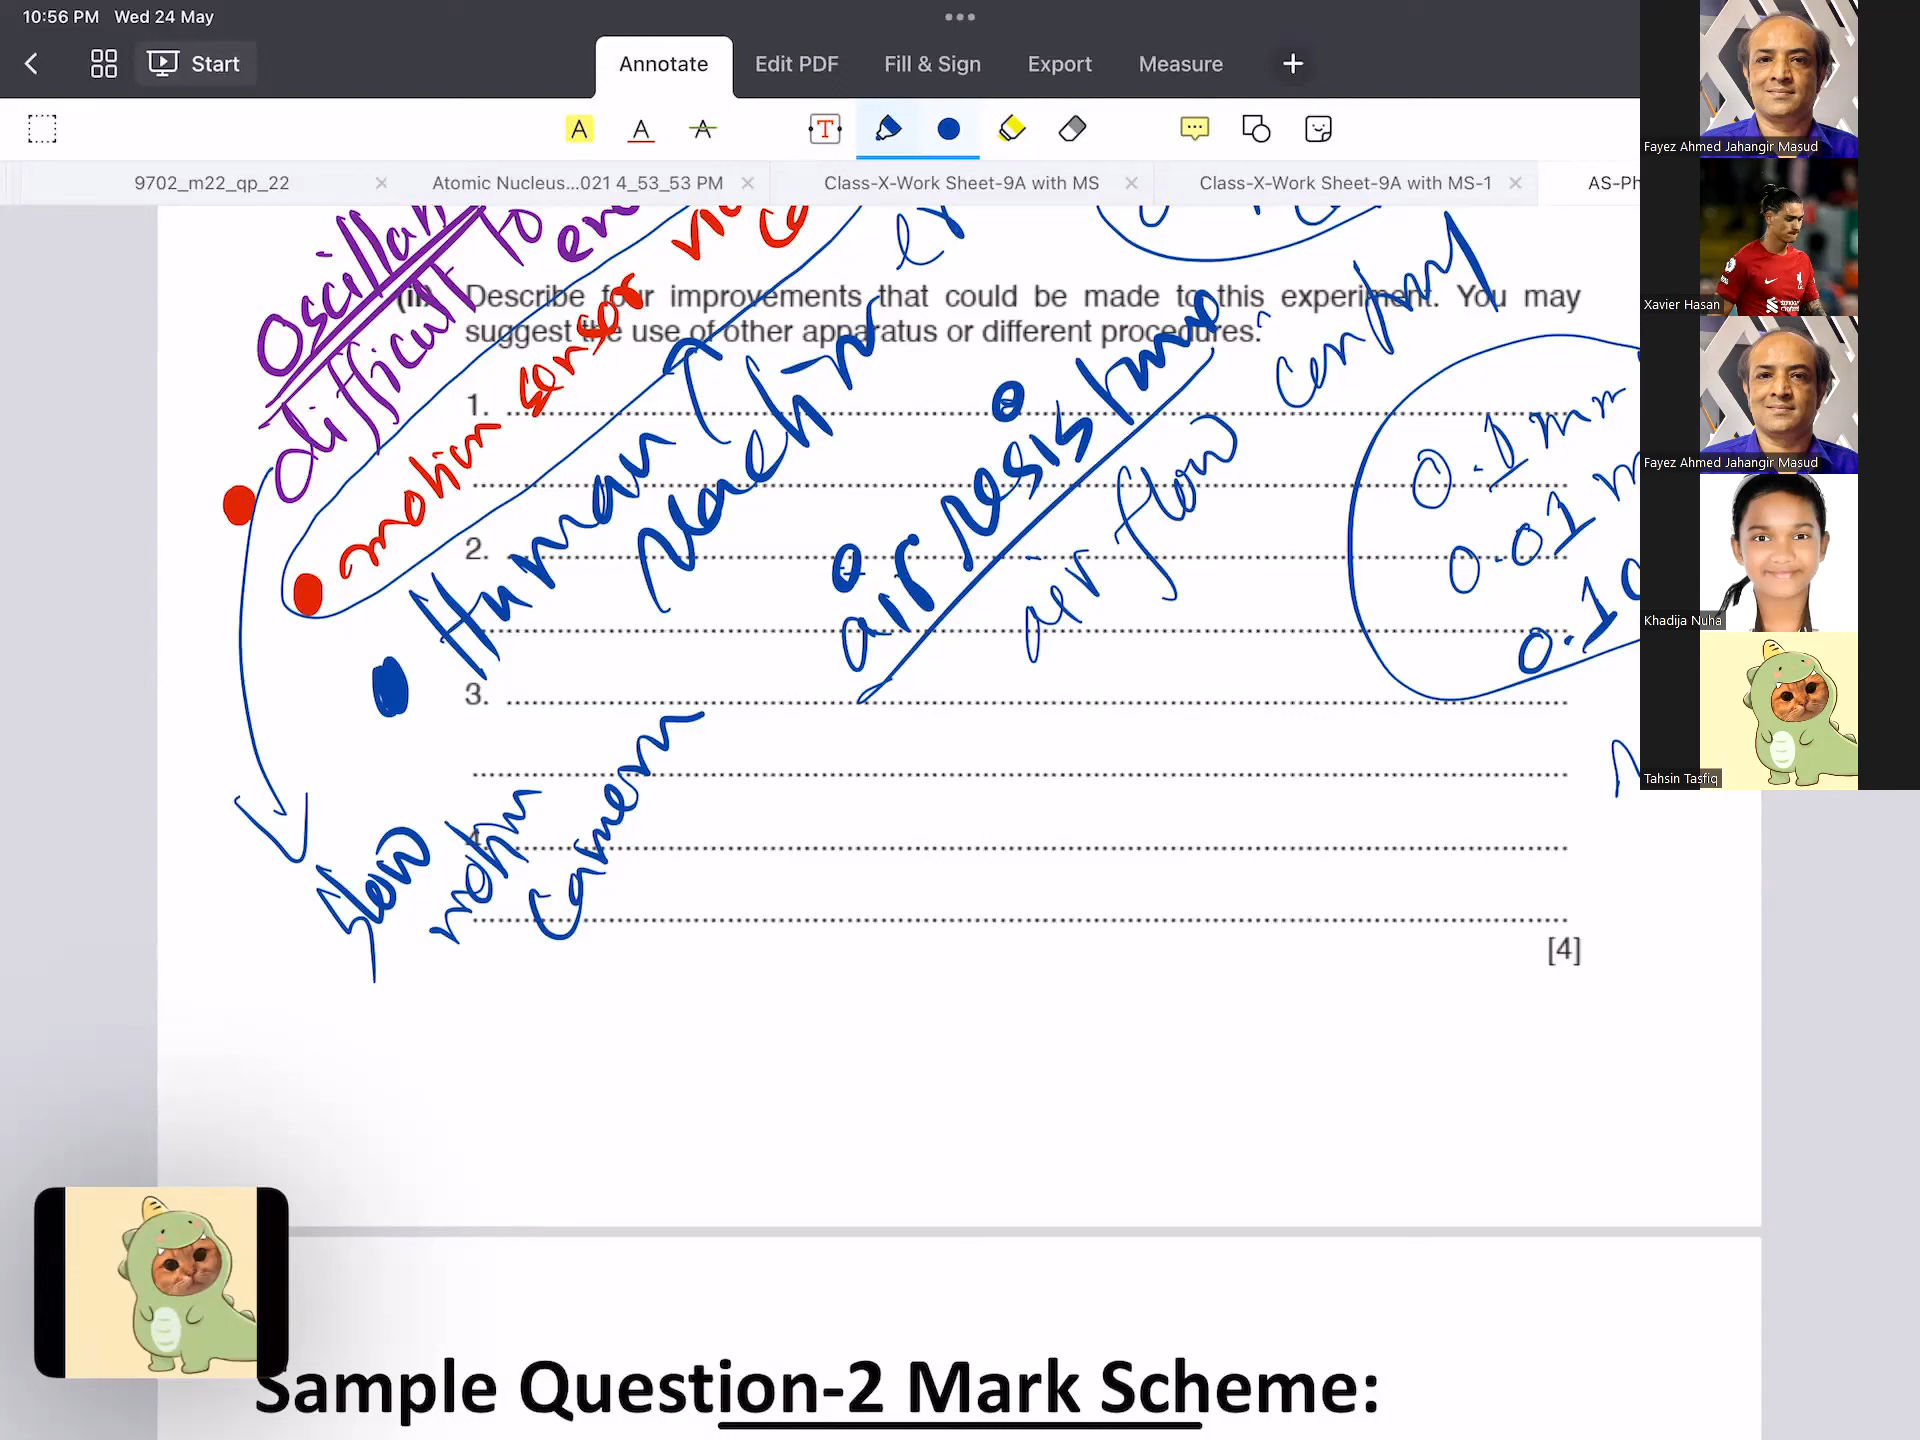 10:56 PM Wed 24 May
Start
Annotate Edit PDF Fill & Sign Export Measure
A A A T
9702_m22_qp_22
Atomic Nucleus...021 4_53_53 PM
Class-X-Work Sheet-9A with MS
Class-X-Work Sheet-9A with MS-1
AS-Ph
Fayez Ahmed Jahangir Masud
Xavier Hasan
Fayez Ahmed Jahangir Masud
Khadija Nuha
Tahsin Tasfiq
difficult to
(ii) Describe four improvements that could be made to this experiment. You may
suggest the use of other apparatus or different procedures.
1.
2.
3.
4.
[4]
motion sensor
Human
air resistance
air flow
0.1 mm
0.01 m
0.1
slow
motion
camera
Sample Question-2 Mark Scheme: